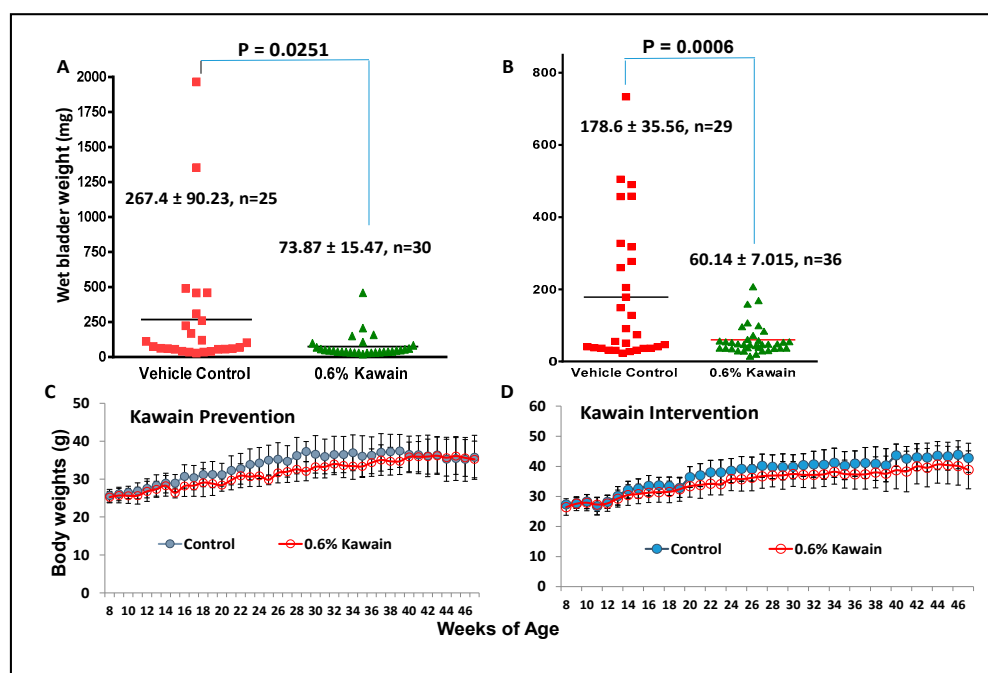 P = 0.0251
A
Wet bladder weight (mg)
2000
1750
1500
1250
1000
750
500
250
0
267.4 ± 90.23, n=25
73.87 ± 15.47, n=30
Vehicle Control
0.6% Kawain
P = 0.0006
B
800
600
400
200
0
178.6 ± 35.56, n=29
60.14 ± 7.015, n=36
Vehicle Control
0.6% Kawain
C
Kawain Prevention
Body weights (g)
50
40
30
20
10
0
Control
0.6% Kawain
8 10 12 14 16 18 20 22 24 26 28 30 32 34 36 38 40 42 44 46
D
Kawain Intervention
60
50
40
30
20
10
0
Control
0.6% Kawain
8 10 12 14 16 18 20 22 24 26 28 30 32 34 36 38 40 42 44 46
Weeks of Age